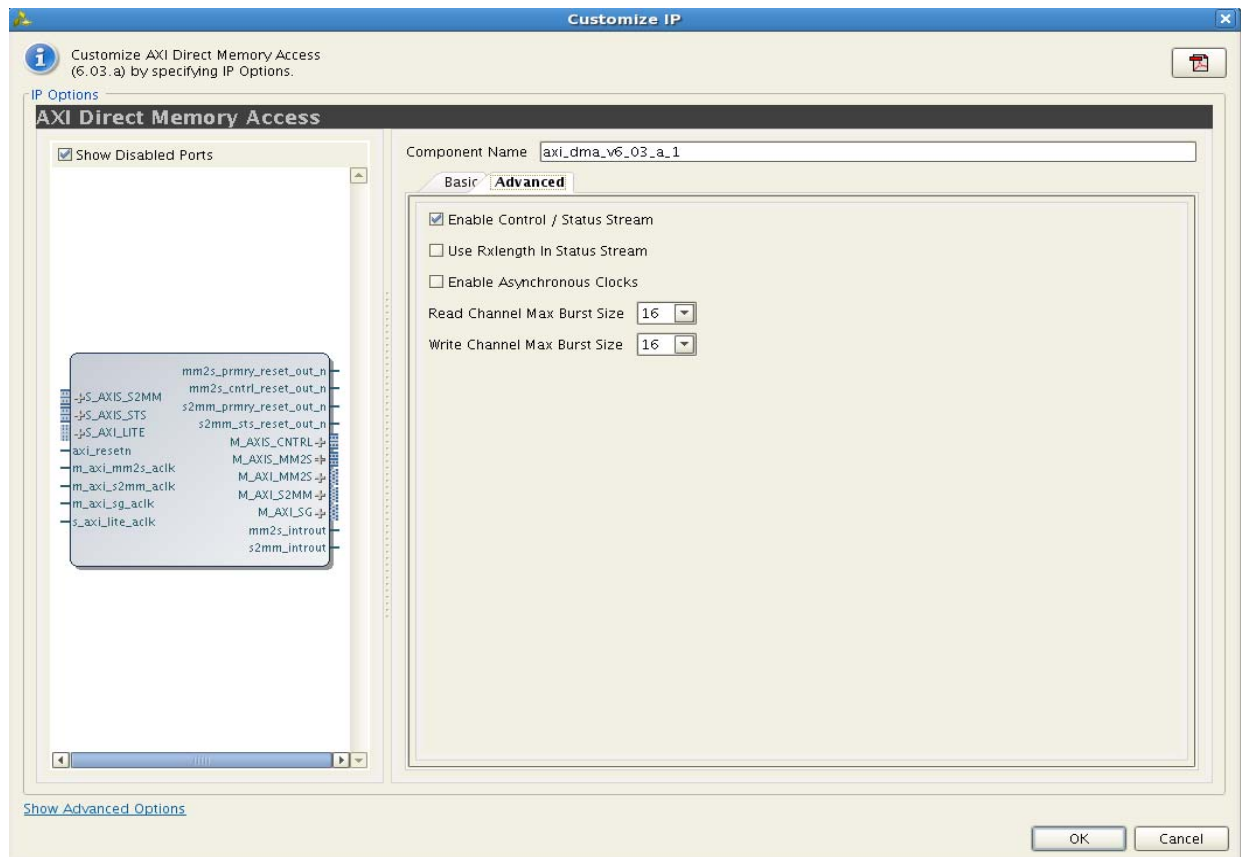 Customize IP
Customize AXI Direct Memory Access
(6.03.a) by specifying IP Options.
IP Options
AXI Direct Memory Access
Show Disabled Ports
mm2s_prmry_reset_out_n
mm2s_cntrl_reset_out_n
s2mm_prmry_reset_out_n
s2mm_sts_reset_out_n
M_AXIS_CNTRL
M_AXIS_MM2S
M_AXI_MM2S
M_AXI_S2MM
M_AXI_SG
mm2s_introut
s2mm_introut
S_AXIS_S2MM
S_AXIS_STS
S_AXI_LITE
axi_resetn
m_axi_mm2s_aclk
m_axi_s2mm_aclk
m_axi_sg_aclk
s_axi_lite_aclk
Component Name axi_dma_v6_03_a_1
Basic Advanced
Enable Control / Status Stream
Use Rxlength In Status Stream
Enable Asynchronous Clocks
Read Channel Max Burst Size 16
Write Channel Max Burst Size 16
Show Advanced Options
OK Cancel